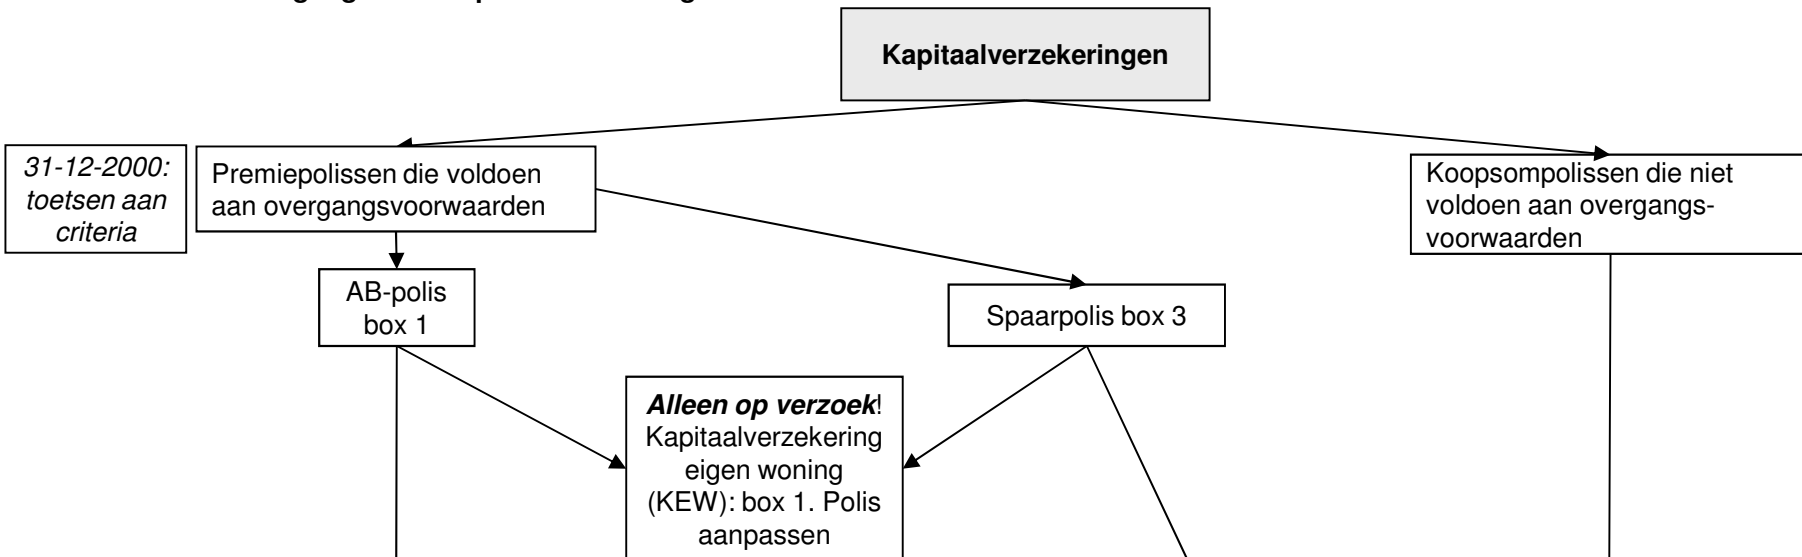 Kapitaalverzekeringen
31-12-2000:
toetsen aan
criteria
Premiepolissen die voldoen
aan overgangsvoorwaarden
Koopsompolissen die niet
voldoen aan overgangs-
voorwaarden
AB-polis
box 1
Spaarpolis box 3
Alleen op verzoek!
Kapitaalverzekering
eigen woning
(KEW): box 1. Polis
aanpassen